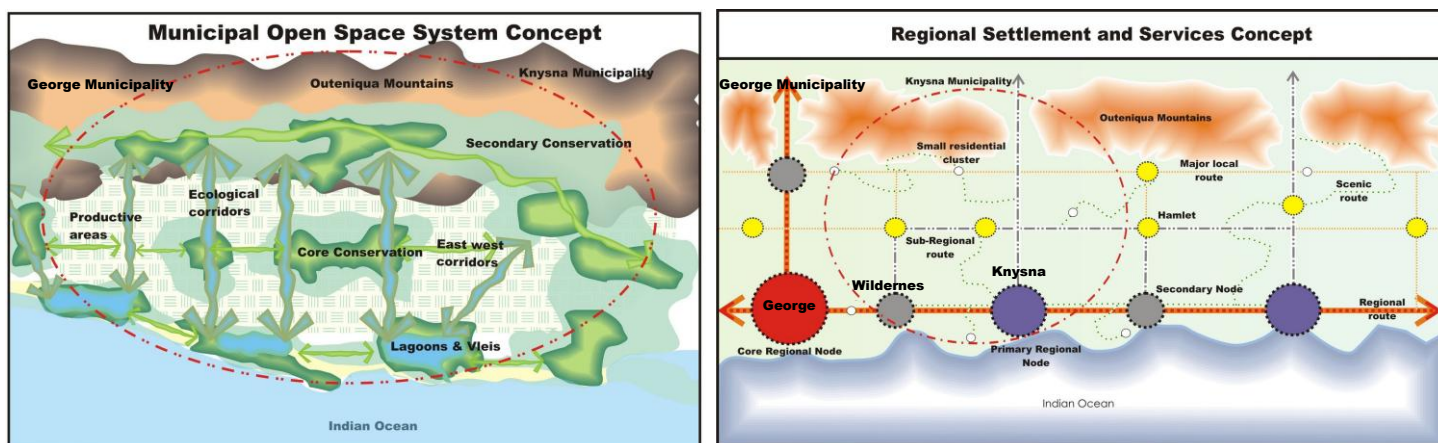 Municipal Open Space System Concept
George Municipality
Outeniqua Mountains
Knysna Municipality
Secondary Conservation
Ecological
corridors
Productive
areas
Core Conservation
East west
corridors
Lagoons & Vleis
Indian Ocean
Regional Settlement and Services Concept
George Municipality
Knysna Municipality
Outeniqua Mountains
Small residential
cluster
Major local
route
Scenic
route
Hamlet
Sub-Regional
route
Knysna
Wildernes
Secondary Node
George
Regional
route
Core Regional Node
Primary Regional
Node
Indian Ocean